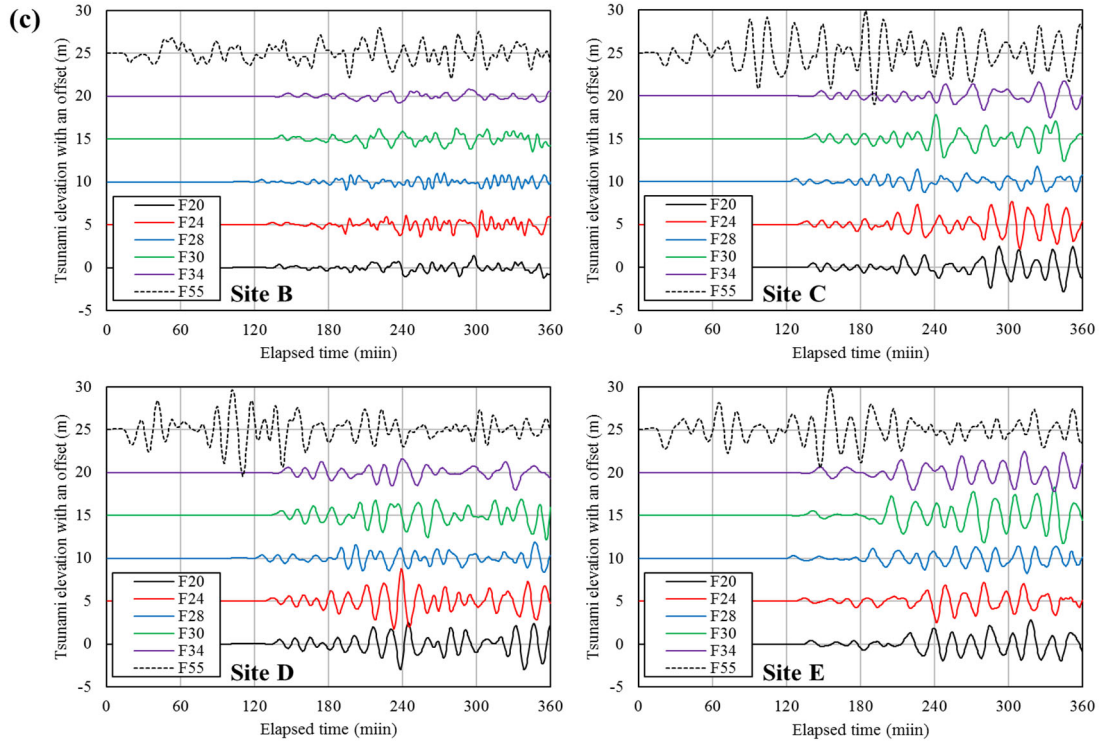 (c)
Tsunami elevation with an offset (m)
30
25
20
15
10
5
0
-5
F20
F24
F28
F30
F34
F55
Site B
0 60 120 180 240 300 360
Elapsed time (miin)
Tsunami elevation with an offset (m)
30
25
20
15
10
5
0
-5
F20
F24
F28
F30
F34
F55
Site C
0 60 120 180 240 300 360
Elapsed time (miin)
Tsunami elevation with an offset (m)
30
25
20
15
10
5
0
-5
F20
F24
F28
F30
F34
F55
Site D
0 60 120 180 240 300 360
Elapsed time (miin)
Tsunami elevation with an offset (m)
30
25
20
15
10
5
0
-5
F20
F24
F28
F30
F34
F55
Site E
0 60 120 180 240 300 360
Elapsed time (miin)